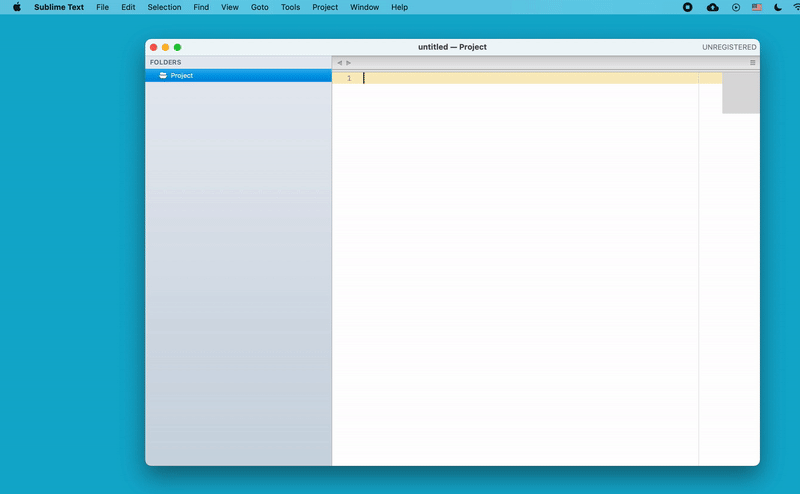 Sublime Text File Edit Selection Find View Goto Tools Project Window Help
untitled — Project UNREGISTERED
FOLDERS
Project
1